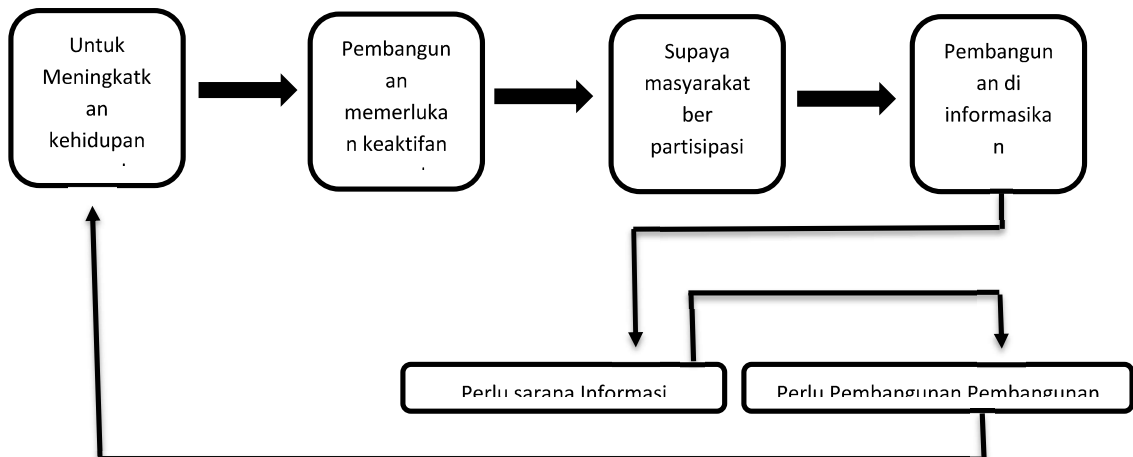 Untuk
Meningkatk
an
kehidupan
Pembangun
an
memerluka
n keaktifan
Supaya
masyarakat
ber
partisipasi
Pembangun
an di
informasika
n
Perlu sarana Informasi
Perlu Pembangunan Pembangunan